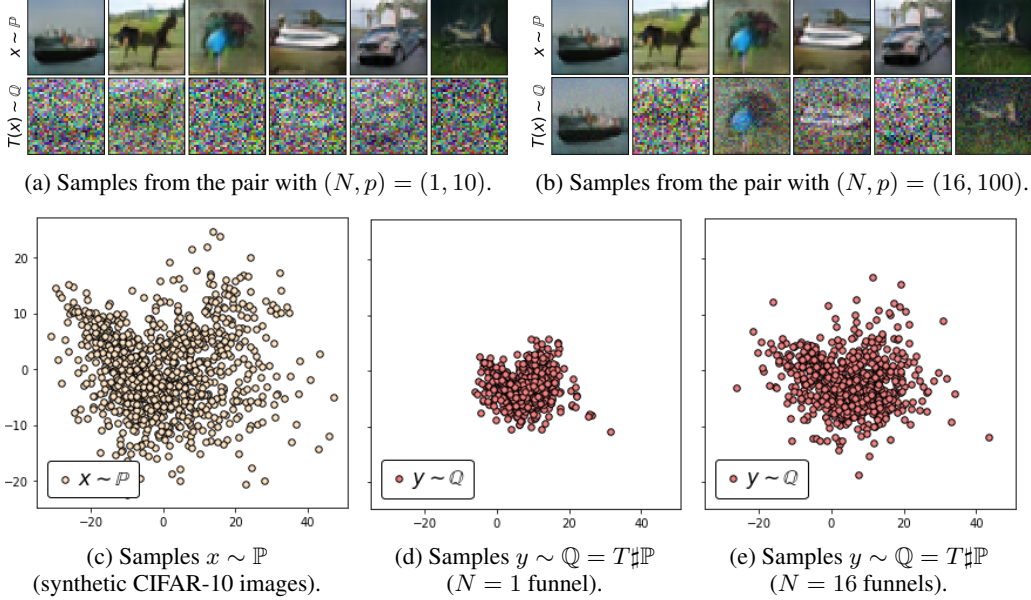 x ∼ ℙ
T(x) ∼ ℚ
x ∼ ℙ
T(x) ∼ ℚ
(a) Samples from the pair with (N, p) = (1, 10).
(b) Samples from the pair with (N, p) = (16, 100).
20
10
0
−10
−20
x ∼ ℙ
y ∼ ℚ
y ∼ ℚ
−20 0 20 40
−20 0 20 40
−20 0 20 40
(c) Samples x ∼ ℙ
(synthetic CIFAR-10 images).
(d) Samples y ∼ ℚ = T♯ℙ
(N = 1 funnel).
(e) Samples y ∼ ℚ = T♯ℙ
(N = 16 funnels).